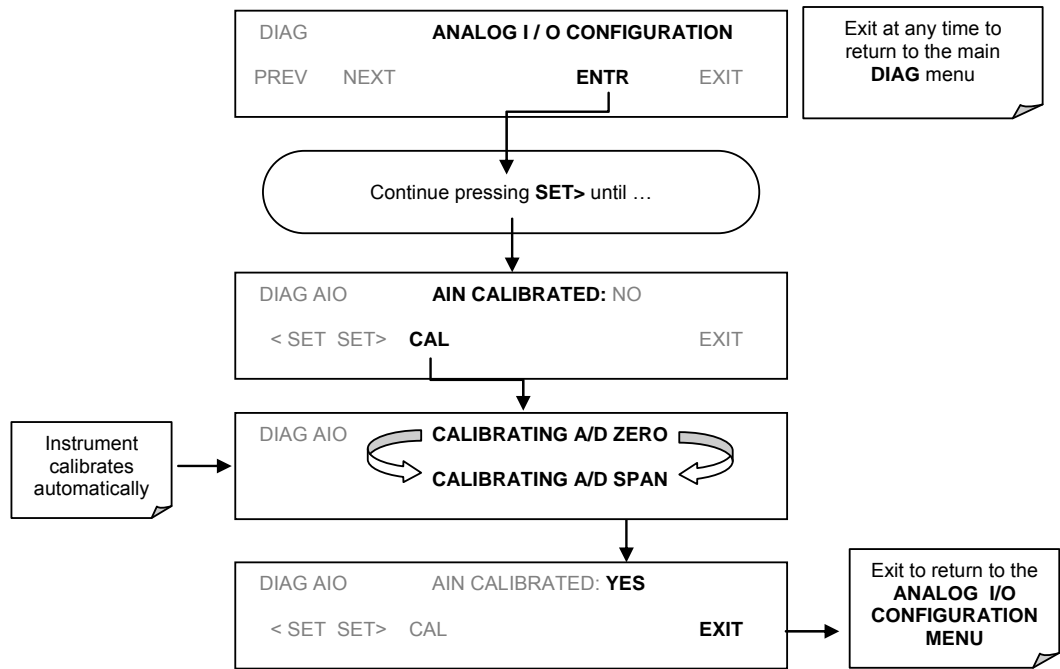 DIAG ANALOG I / O CONFIGURATION
PREV NEXT ENTR EXIT
Exit at any time to
return to the main
DIAG menu
Continue pressing SET> until …
DIAG AIO AIN CALIBRATED: NO
< SET SET> CAL EXIT
Instrument
calibrates
automatically
DIAG AIO CALIBRATING A/D ZERO
CALIBRATING A/D SPAN
DIAG AIO AIN CALIBRATED: YES
< SET SET> CAL EXIT
Exit to return to the
ANALOG I/O
CONFIGURATION
MENU